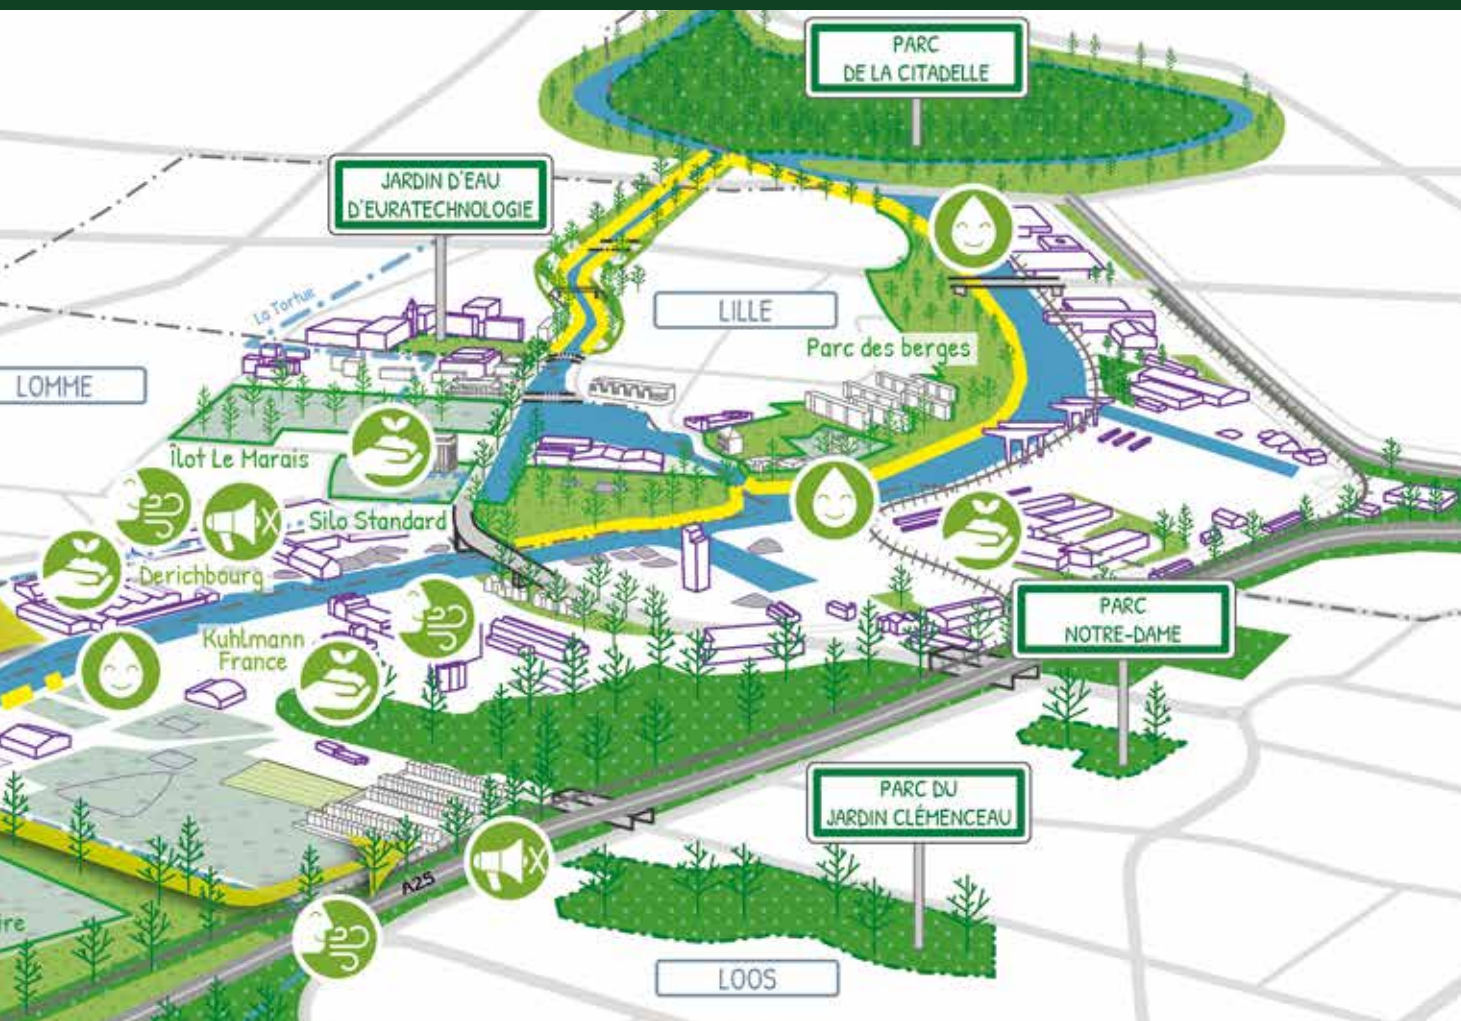 PARC
DE LA CITADELLE
JARDIN D'EAU
D'EURATECHNOLOGIE
La Tortue
LILLE
Parc des berges
LOMME
Îlot Le Marais
Silo Standard
Derichbourg
Kuhlmann
France
PARC
NOTRE-DAME
PARC DU
JARDIN CLÉMENCEAU
A25
ire
LOOS